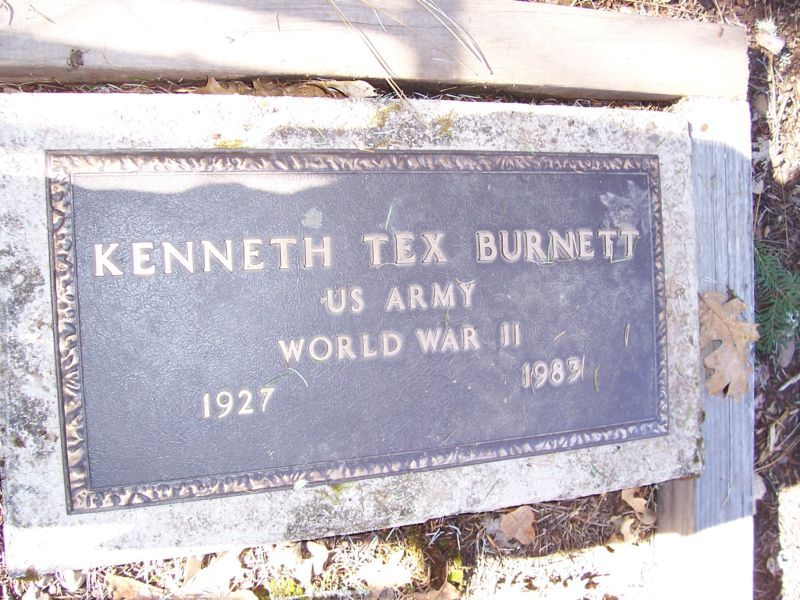 KENNETH TEX BURNETT
US ARMY
WORLD WAR II
1927 1983